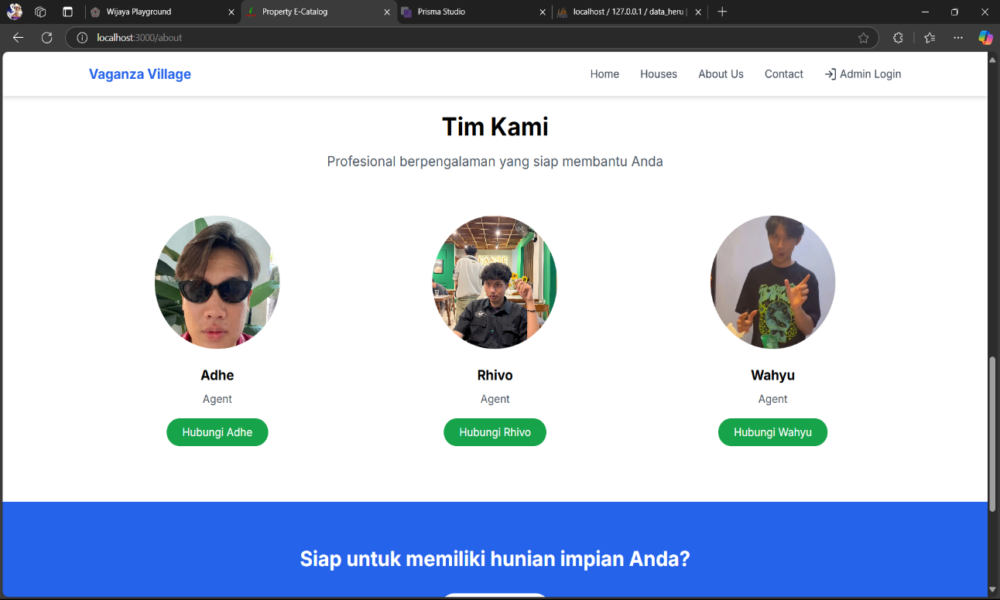 Wijaya Playground
Property E-Catalog
Prisma Studio
localhost / 127.0.0.1 / data_heru |
localhost:3000/about
Vaganza Village
Home
Houses
About Us
Contact
Admin Login
Tim Kami
Profesional berpengalaman yang siap membantu Anda
Adhe
Rhivo
Wahyu
Agent
Agent
Agent
Hubungi Adhe
Hubungi Rhivo
Hubungi Wahyu
Siap untuk memiliki hunian impian Anda?